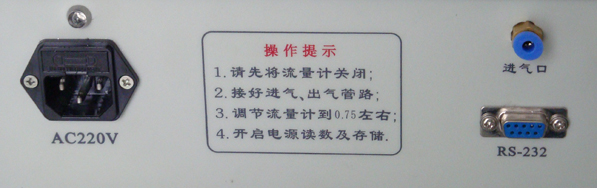 操作提示
1.请先将流量计关闭;
2.接好进气、出气管路;
3.调节流量计到0.75左右;
4.开启电源读数及存储.
AC220V
进气口
RS-232